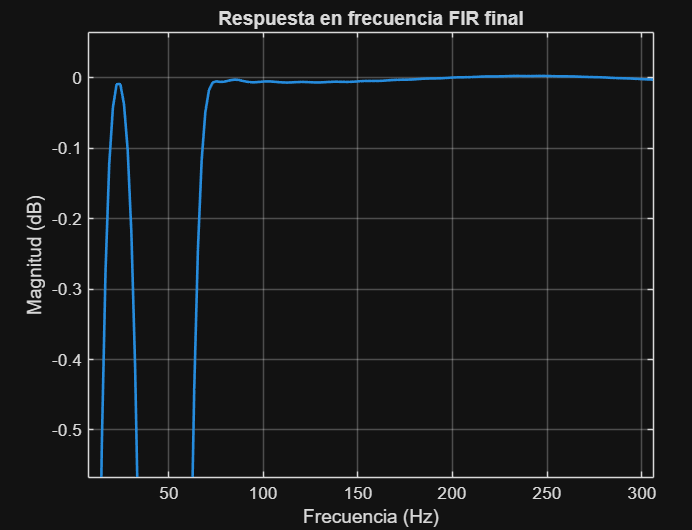 Respuesta en frecuencia FIR final
0
-0.1
-0.2
-0.3
-0.4
-0.5
Magnitud (dB)
50 100 150 200 250 300
Frecuencia (Hz)